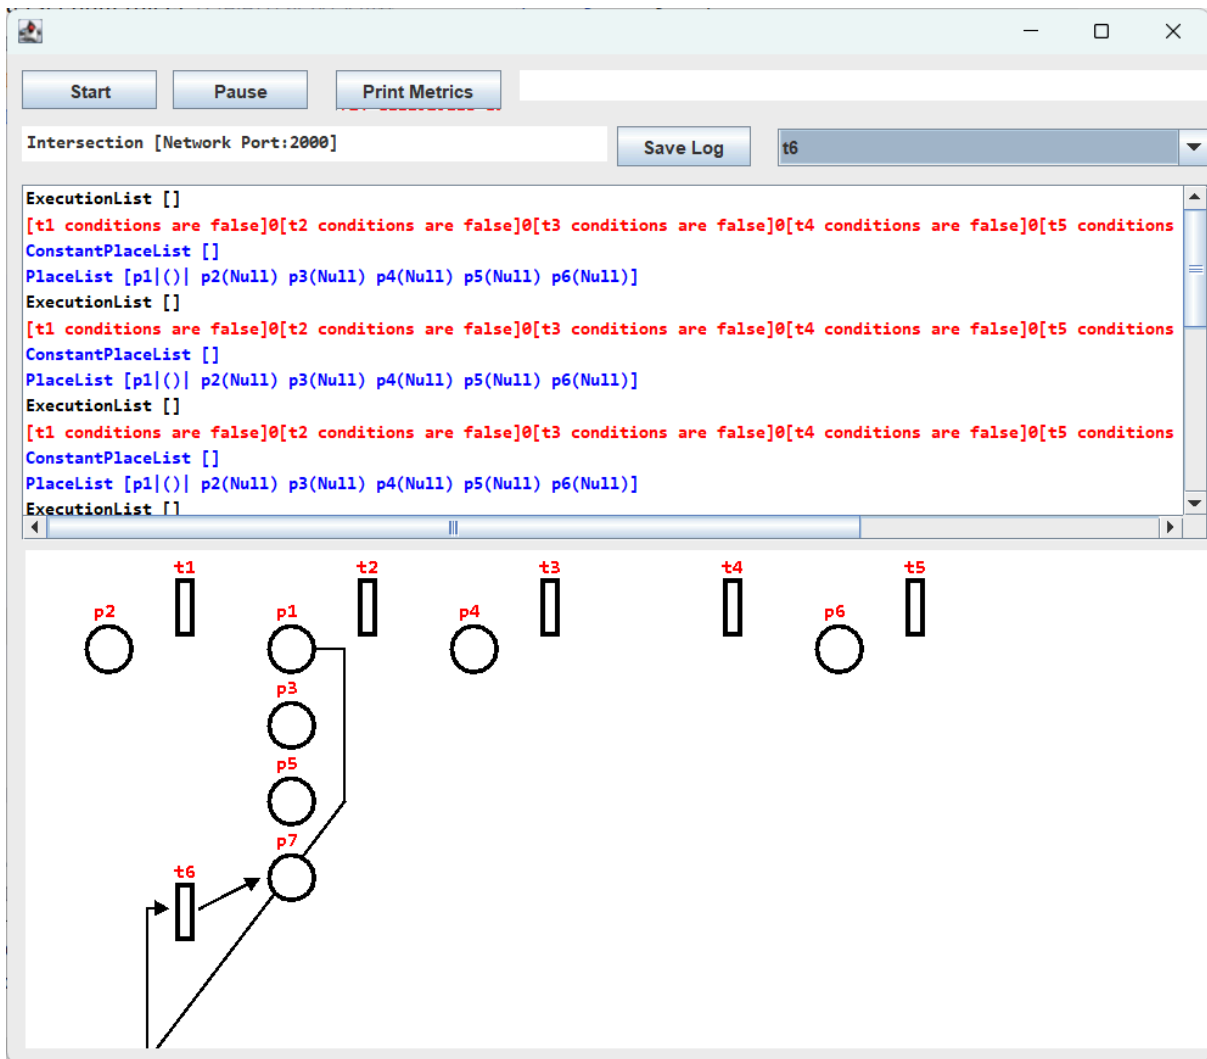 Start Pause Print Metrics
Intersection [Network Port:2000] Save Log t6
ExecutionList []
[t1 conditions are false]0[t2 conditions are false]0[t3 conditions are false]0[t4 conditions are false]0[t5 conditions
ConstantPlaceList []
PlaceList [p1|()| p2(Null) p3(Null) p4(Null) p5(Null) p6(Null)]
ExecutionList []
[t1 conditions are false]0[t2 conditions are false]0[t3 conditions are false]0[t4 conditions are false]0[t5 conditions
ConstantPlaceList []
PlaceList [p1|()| p2(Null) p3(Null) p4(Null) p5(Null) p6(Null)]
ExecutionList []
[t1 conditions are false]0[t2 conditions are false]0[t3 conditions are false]0[t4 conditions are false]0[t5 conditions
ConstantPlaceList []
PlaceList [p1|()| p2(Null) p3(Null) p4(Null) p5(Null) p6(Null)]
ExecutionList []
t1 t2 t3 t4 t5
p2 p1 p4 p6
p3
p5
p7
t6